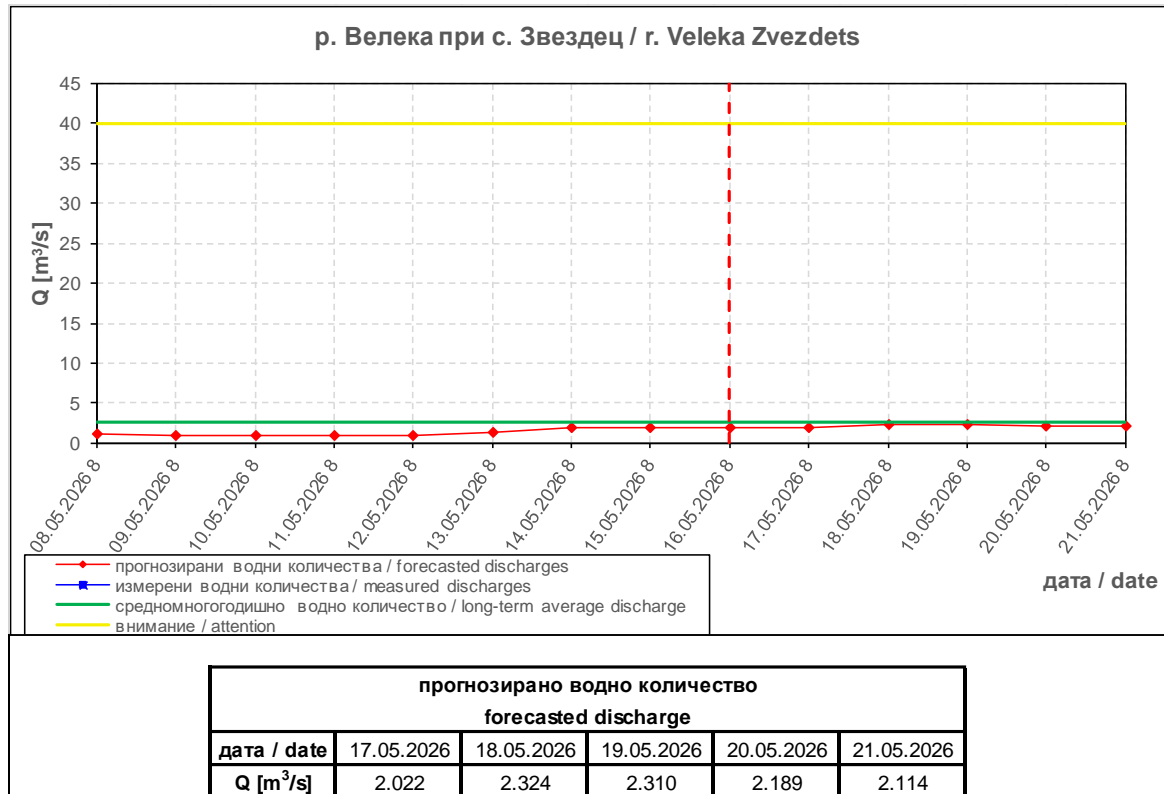 р. Велека при с. Звездец / r. Veleka Zvezdets
Q [m³/s]
45
40
35
30
25
20
15
10
5
0
08.05.2026 8
09.05.2026 8
10.05.2026 8
11.05.2026 8
12.05.2026 8
13.05.2026 8
14.05.2026 8
15.05.2026 8
16.05.2026 8
17.05.2026 8
18.05.2026 8
19.05.2026 8
20.05.2026 8
21.05.2026 8
дата / date
прогнозирани водни количества / forecasted discharges
измерени водни количества / measured discharges
средномногогодишно водно количество / long-term average discharge
внимание / attention
прогнозирано водно количество
forecasted discharge
дата / date 17.05.2026 18.05.2026 19.05.2026 20.05.2026 21.05.2026
Q [m³/s] 2.022 2.324 2.310 2.189 2.114